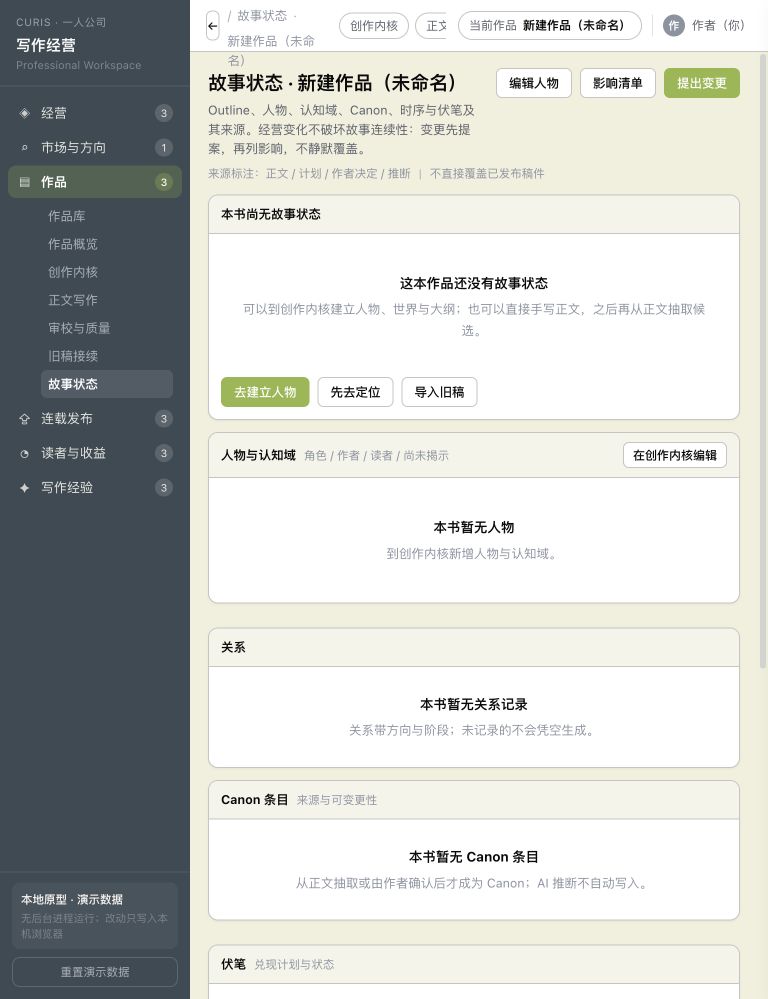 CURIS · 一人公司
写作经营
Professional Workspace
经营
3
市场与方向
1
作品
3
作品库
作品概览
创作内核
正文写作
审校与质量
旧稿接续
故事状态
连载发布
3
读者与收益
3
写作经验
3
本地原型 · 演示数据
无后台进程运行；改动只写入本
机浏览器
重置演示数据
/ 故事状态 ·
新建作品（未命
名）
创作内核
正文
当前作品 新建作品（未命名）
作 作者（你）
故事状态 · 新建作品（未命名）
编辑人物
影响清单
提出变更
Outline、人物、认知域、Canon、时序与伏笔及
其来源。经营变化不破坏故事连续性：变更先提
案，再列影响，不静默覆盖。
来源标注：正文 / 计划 / 作者决定 / 推断 | 不直接覆盖已发布稿件
本书尚无故事状态
这本作品还没有故事状态
可以到创作内核建立人物、世界与大纲；也可以直接手写正文，之后再从正文抽取候
选。
去建立人物
先去定位
导入旧稿
人物与认知域 角色 / 作者 / 读者 / 尚未揭示
在创作内核编辑
本书暂无人物
到创作内核新增人物与认知域。
关系
本书暂无关系记录
关系带方向与阶段；未记录的不会凭空生成。
Canon 条目 来源与可变更性
本书暂无 Canon 条目
从正文抽取或由作者确认后才成为 Canon；AI 推断不自动写入。
伏笔 兑现计划与状态